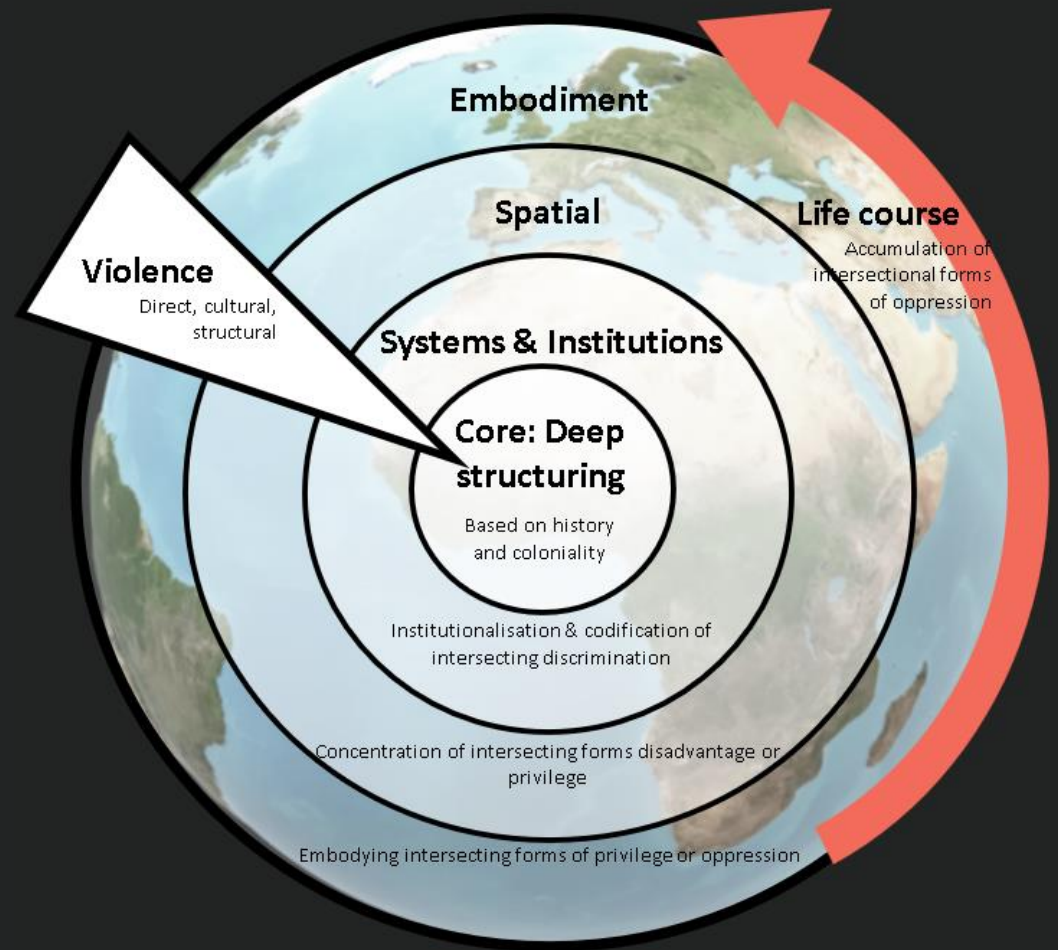 Embodiment
Spatial
Life course
Accumulation of
intersectional forms
of oppression
Violence
Direct, cultural,
structural
Systems & Institutions
Core: Deep
structuring
Based on history
and coloniality
Institutionalisation & codification of
intersecting discrimination
Concentration of intersecting forms disadvantage or
privilege
Embodying intersecting forms of privilege or oppression